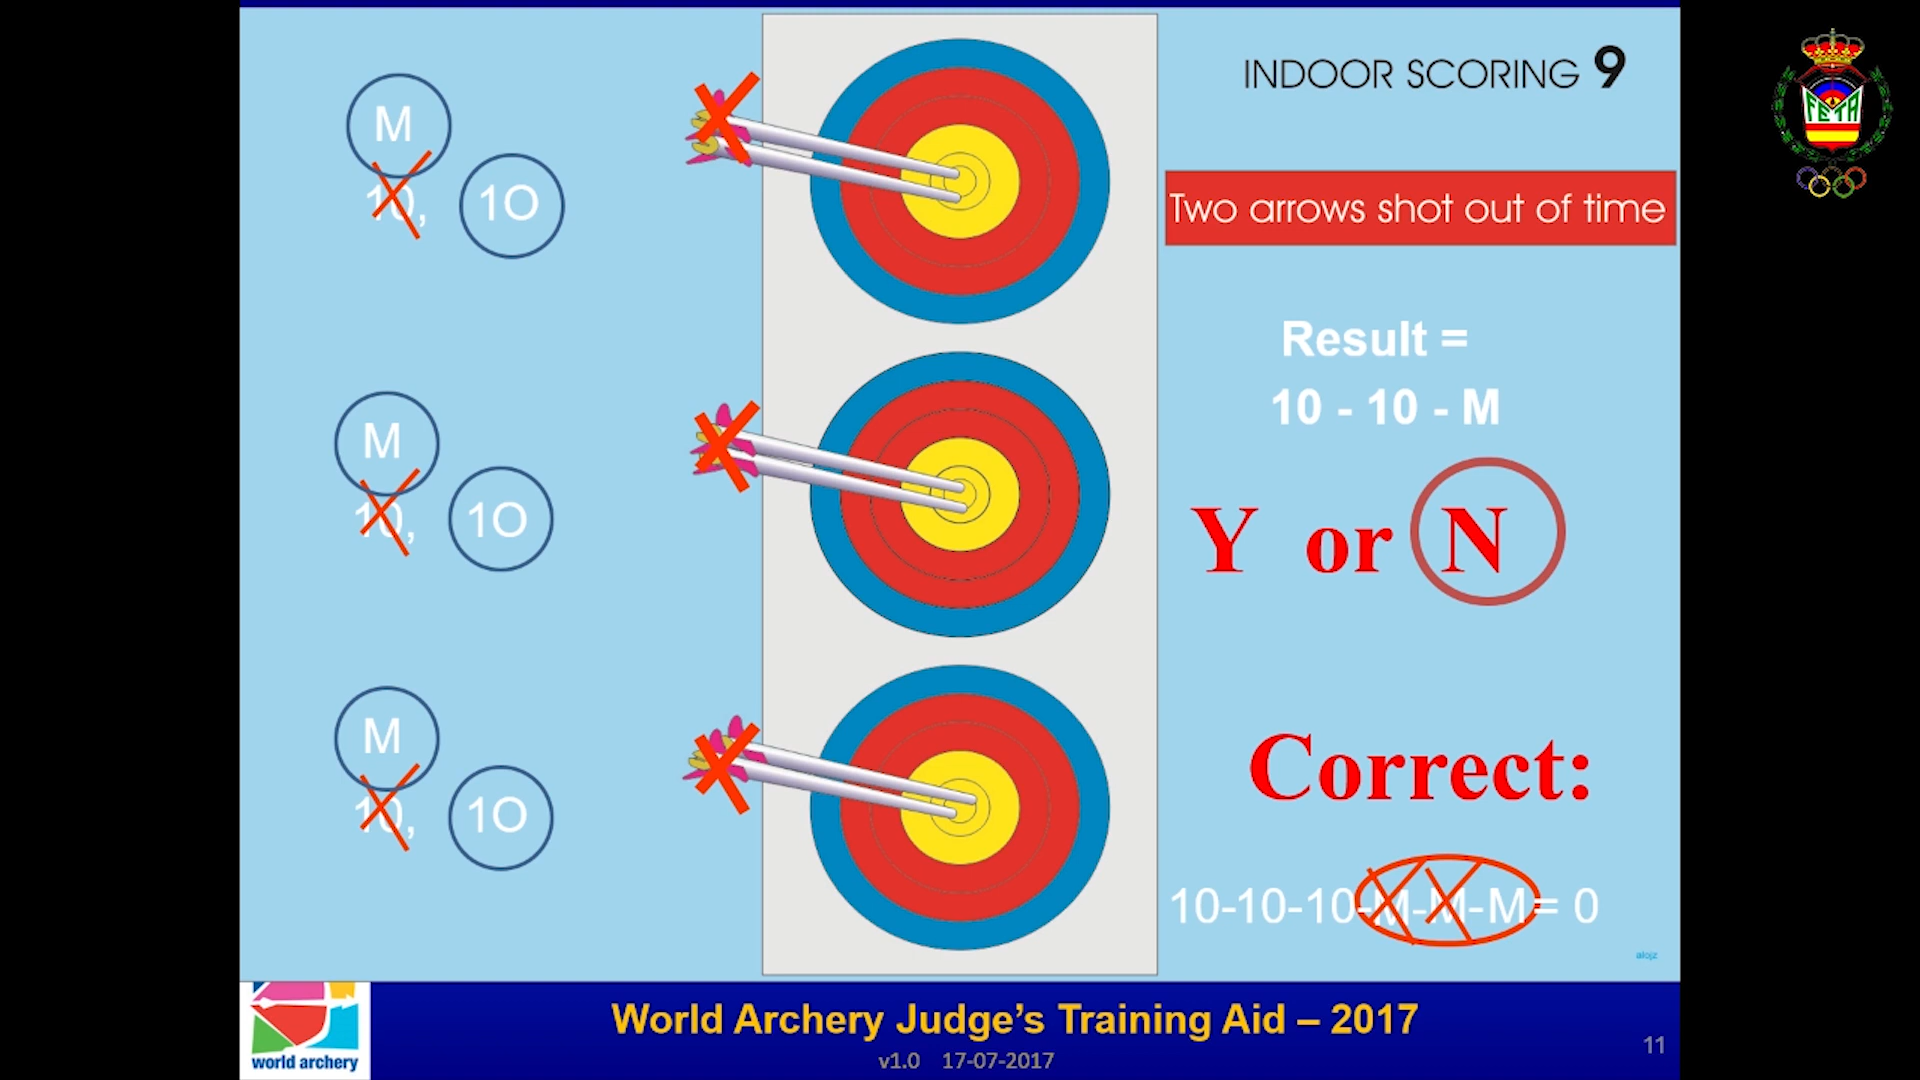 INDOOR SCORING 9
Two arrows shot out of time
Result =
10 - 10 - M
Y or N
Correct:
10-10-10-M-M-M= 0
M
10, 10
M
10, 10
M
10, 10
FETA
alojz
world archery
World Archery Judge's Training Aid – 2017
v1.0 17-07-2017
11